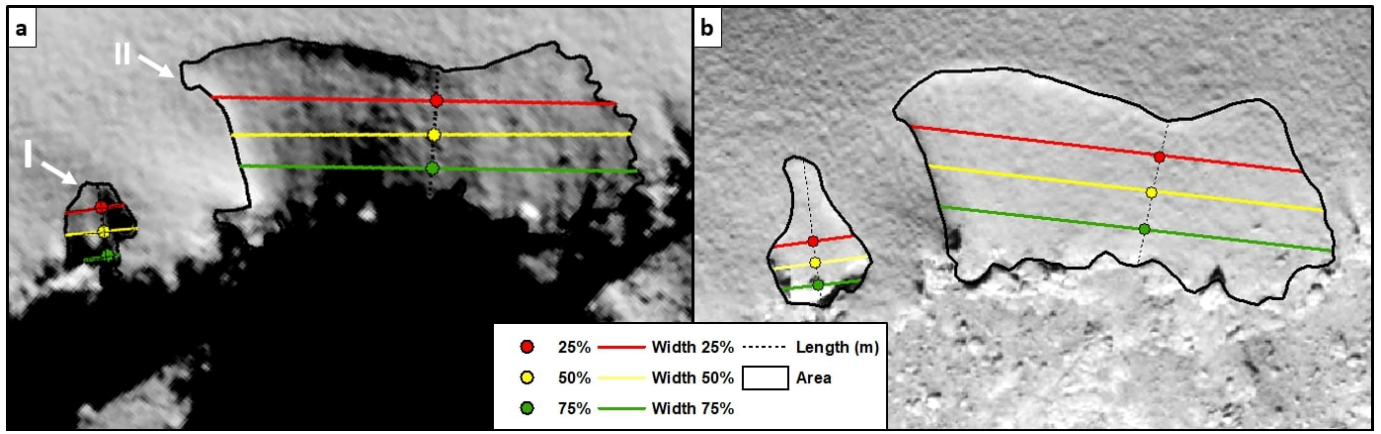 a
b
II
I
25% Width 25% Length (m)
50% Width 50% Area
75% Width 75%